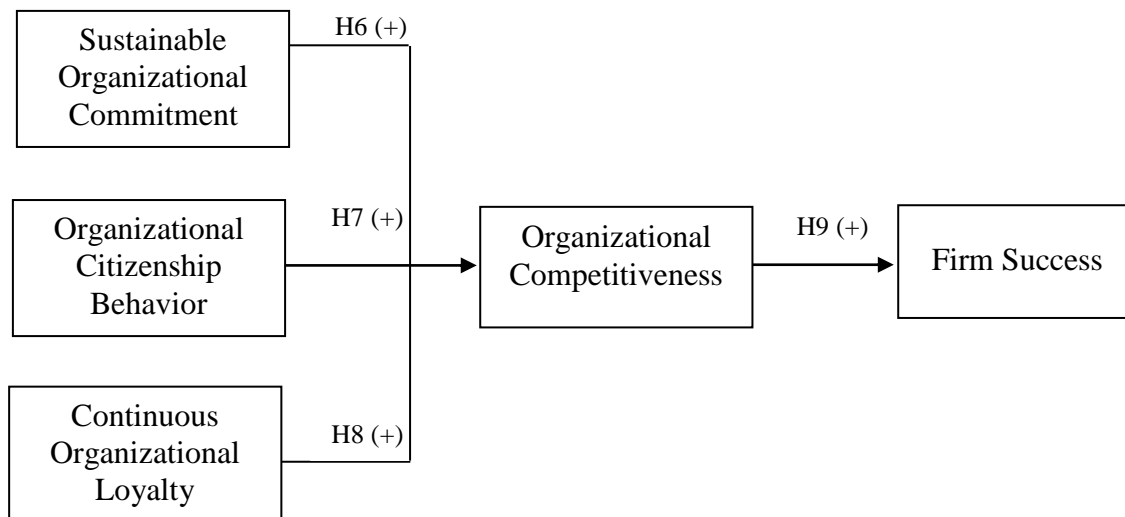 Sustainable
Organizational
Commitment
H6 (+)
Organizational
Citizenship
Behavior
H7 (+)
Continuous
Organizational
Loyalty
H8 (+)
Organizational
Competitiveness
H9 (+)
Firm Success